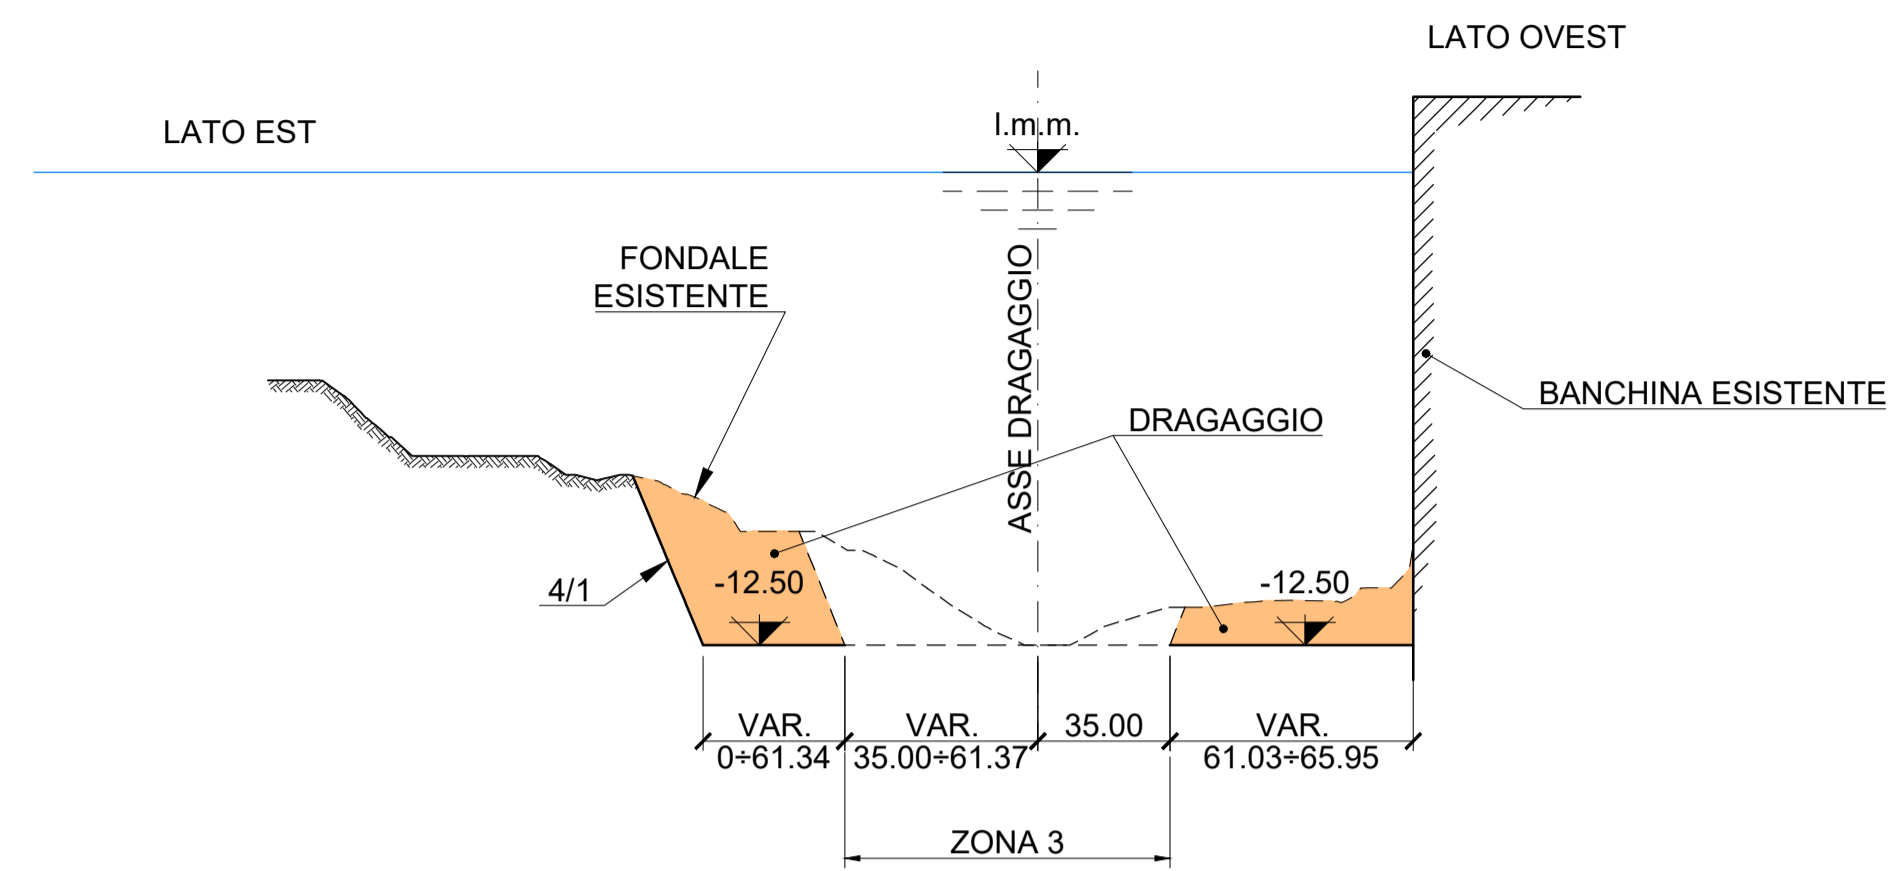 LATO OVEST
LATO EST
l.m.m.
FONDALE
ESISTENTE
ASSE DRAGAGGIO
BANCHINA ESISTENTE
DRAGAGGIO
4/1
-12.50
-12.50
VAR.
0÷61.34
VAR.
35.00÷61.37
35.00
VAR.
61.03÷65.95
ZONA 3